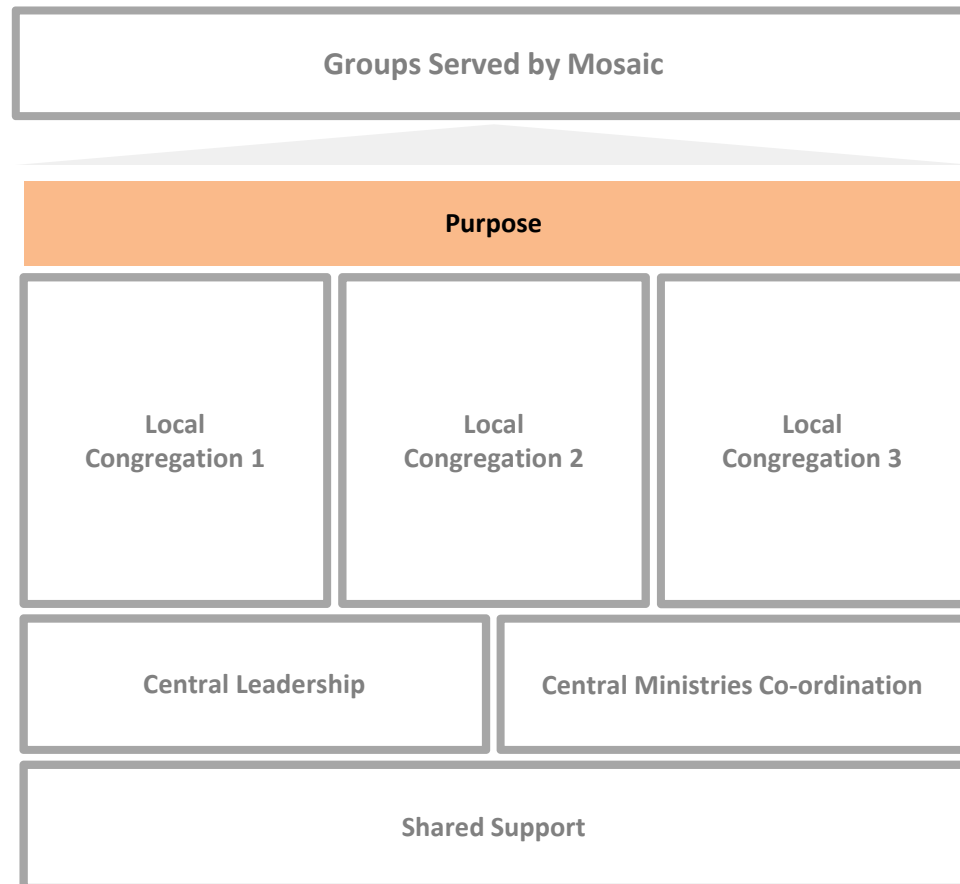 Groups Served by Mosaic
Purpose
Local
Congregation 1
Local
Congregation 2
Local
Congregation 3
Central Leadership
Central Ministries Co-ordination
Shared Support